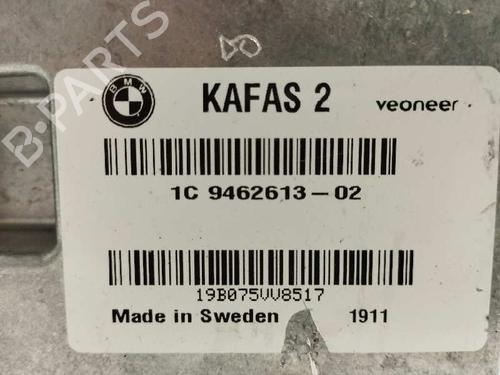 B-PARTS
BMW
KAFAS 2
veoneer
1C 9462613-02
19B075VV8517
Made in Sweden 1911